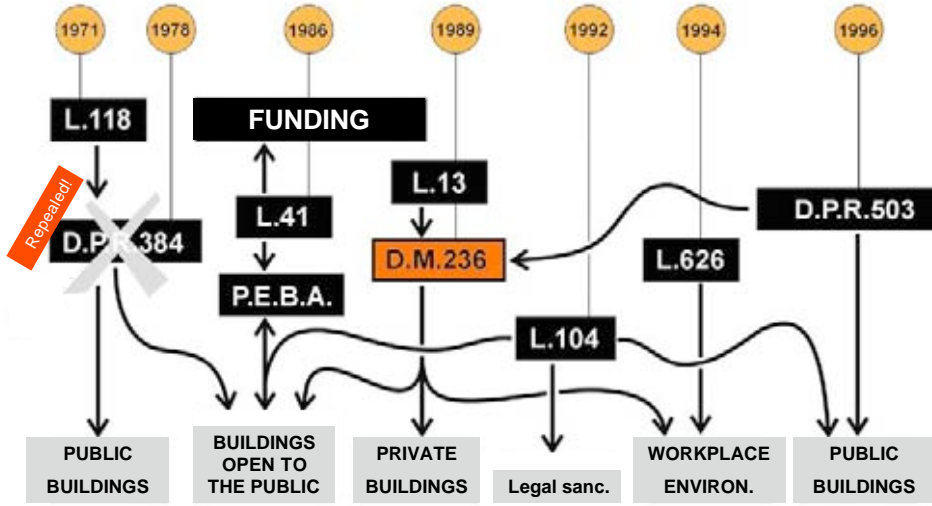 1971
1978
1986
1989
1992
1994
1996
L.118
FUNDING
L.13
Repealed!
L.41
D.P.R.503
D.P.R.384
D.M.236
L.626
P.E.B.A.
L.104
PUBLIC
BUILDINGS
BUILDINGS
OPEN TO
THE PUBLIC
PRIVATE
BUILDINGS
Legal sanc.
WORKPLACE
ENVIRON.
PUBLIC
BUILDINGS